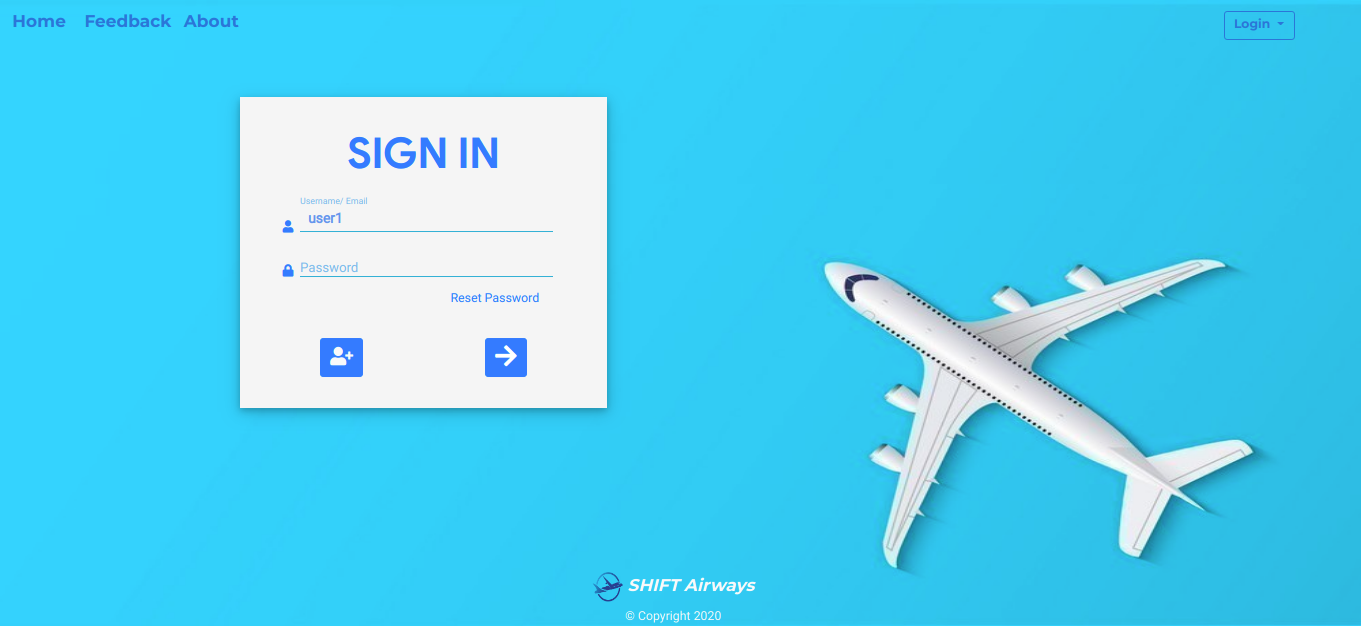 Home Feedback About Login
SIGN IN
Username/ Email
user1
Password
Reset Password
SHIFT Airways
© Copyright 2020